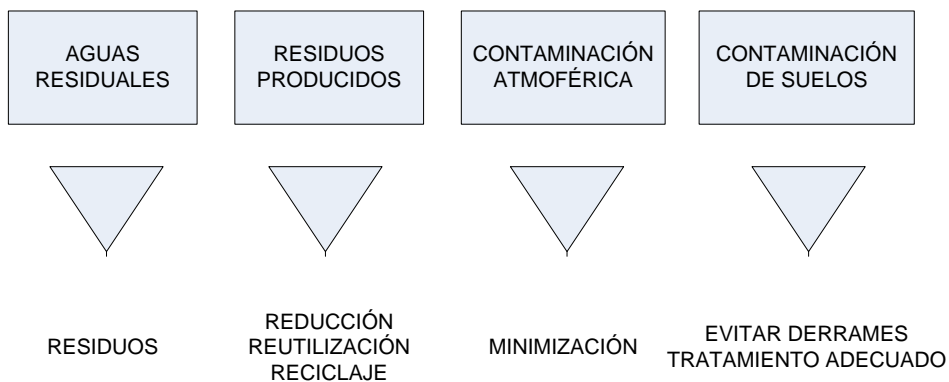 AGUAS
RESIDUALES
RESIDUOS
PRODUCIDOS
CONTAMINACIÓN
ATMOFÉRICA
CONTAMINACIÓN
DE SUELOS
RESIDUOS
REDUCCIÓN
REUTILIZACIÓN
RECICLAJE
MINIMIZACIÓN
EVITAR DERRAMES
TRATAMIENTO ADECUADO